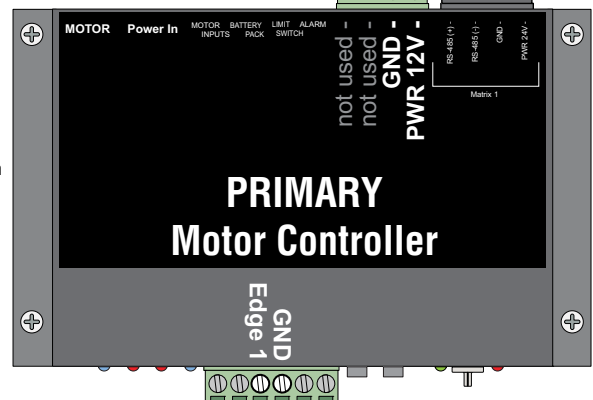 MOTOR
Power In
MOTOR INPUTS
BATTERY PACK
LIMIT SWITCH
ALARM
not used -
not used -
GND -
PWR 12V -
RS-485 (+) -
RS-485 (-) -
GND -
PWR 24V -
Matrix 1
PRIMARY
Motor Controller
Edge 1
GND